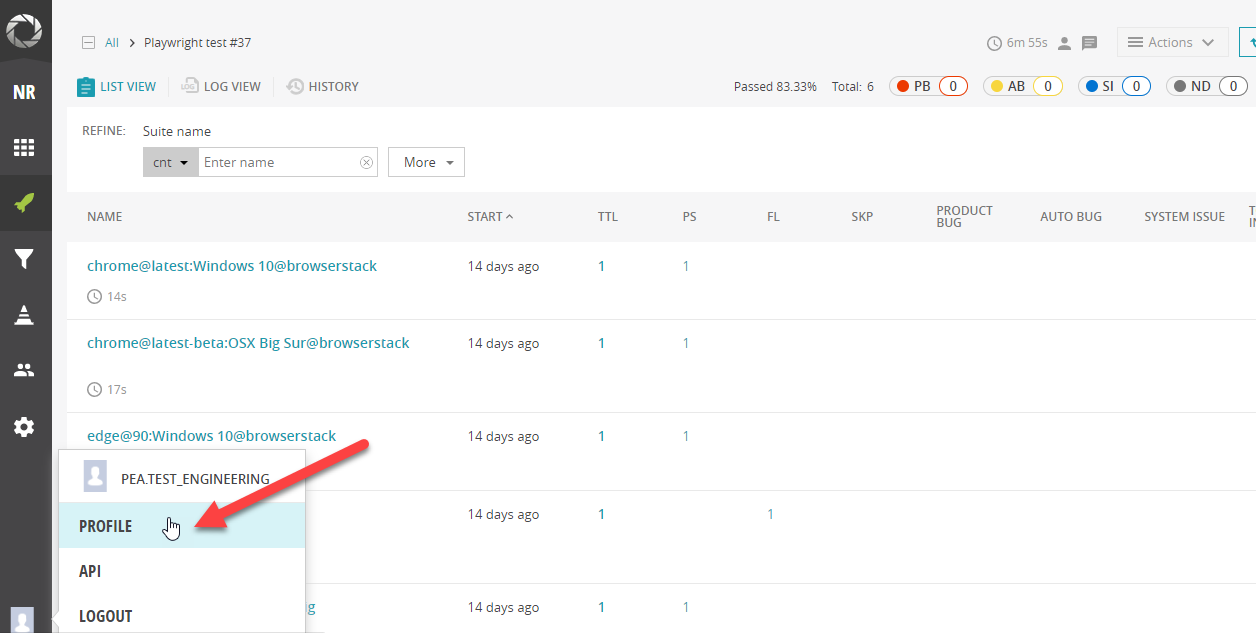 All > Playwright test #37
6m 55s
Actions
NR
LIST VIEW
LOG
LOG VIEW
HISTORY
Passed 83.33% Total: 6
PB 0
AB 0
SI 0
ND 0
REFINE:
Suite name
cnt
Enter name
More
NAME START TTL PS FL SKP PRODUCT BUG AUTO BUG SYSTEM ISSUE
chrome@latest:Windows 10@browserstack 14 days ago 1 1
14s
chrome@latest-beta:OSX Big Sur@browserstack 14 days ago 1 1
17s
edge@90:Windows 10@browserstack 14 days ago 1 1
PEA.TEST_ENGINEERING
14 days ago 1 1
PROFILE
API
14 days ago 1 1
LOGOUT